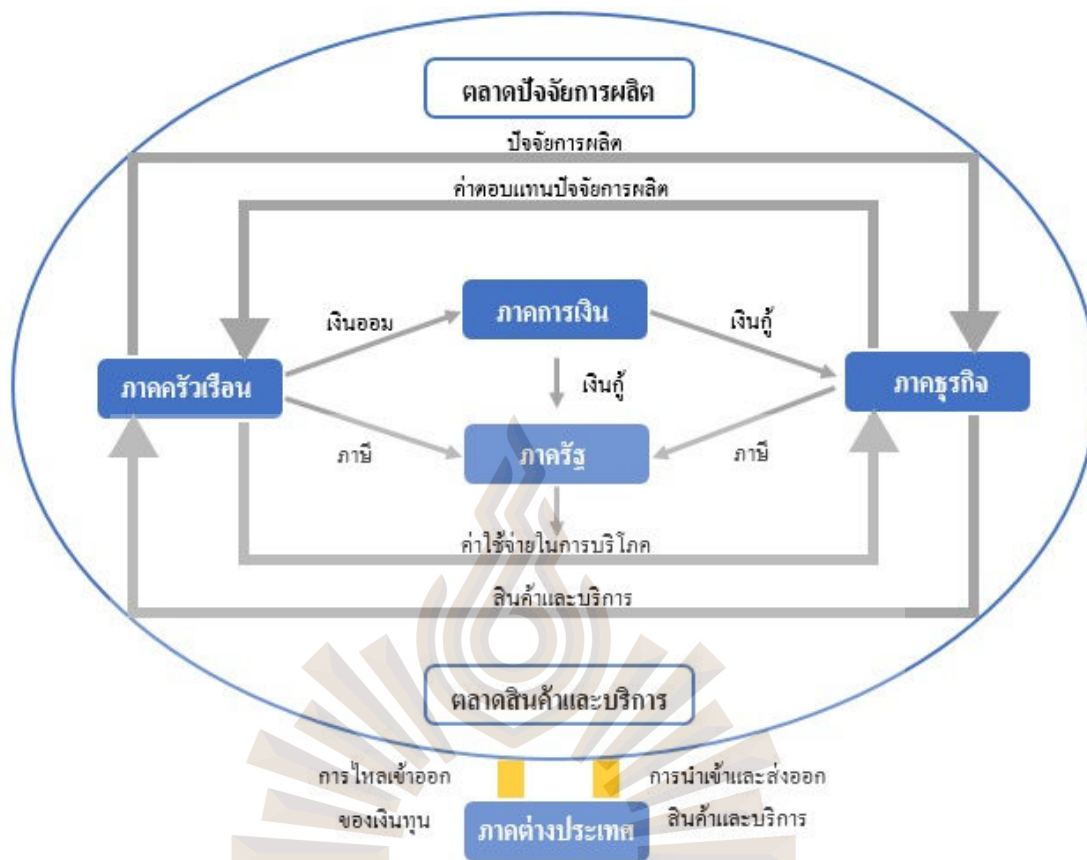 ตลาดปัจจัยการผลิต
ปัจจัยการผลิต
ค่าตอบแทนปัจจัยการผลิต
ภาคการเงิน
เงินออม
เงินกู้
ภาคครัวเรือน
เงินกู้
ภาคธุรกิจ
ภาษี
ภาครัฐ
ภาษี
ค่าใช้จ่ายในการบริโภค
สินค้าและบริการ
ตลาดสินค้าและบริการ
การไหลเข้าออก
ของเงินทุน
การนำเข้าและส่งออก
สินค้าและบริการ
ภาคต่างประเทศ